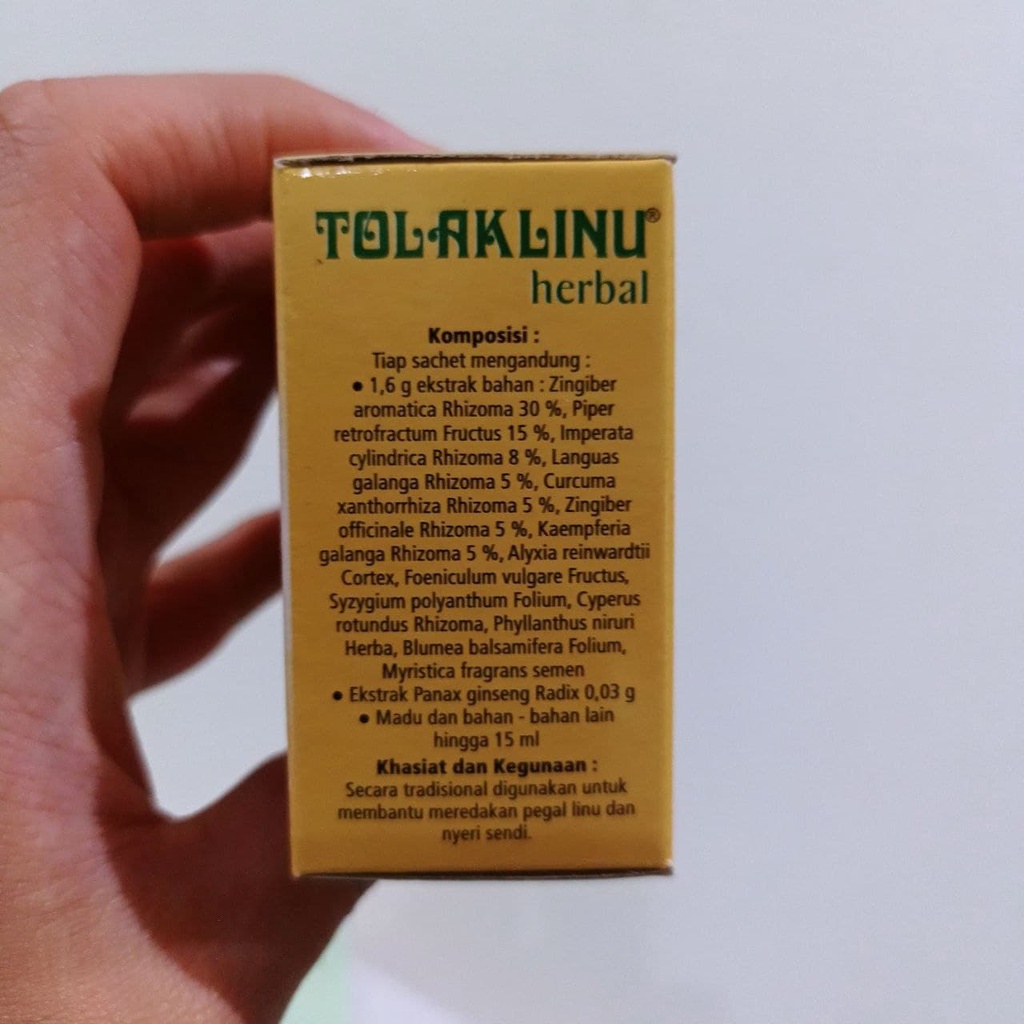 TOLAK LINU®
herbal
Komposisi :
Tiap sachet mengandung :
• 1,6 g ekstrak bahan : Zingiber
aromatica Rhizoma 30 %, Piper
retrofractum Fructus 15 %, Imperata
cylindrica Rhizoma 8 %, Languas
galanga Rhizoma 5 %, Curcuma
xanthorrhiza Rhizoma 5 %, Zingiber
officinale Rhizoma 5 %, Kaempferia
galanga Rhizoma 5 %, Alyxia reinwardtii
Cortex, Foeniculum vulgare Fructus,
Syzygium polyanthum Folium, Cyperus
rotundus Rhizoma, Phyllanthus niruri
Herba, Blumea balsamifera Folium,
Myristica fragrans semen
• Ekstrak Panax ginseng Radix 0,03 g
• Madu dan bahan - bahan lain
hingga 15 ml
Khasiat dan Kegunaan :
Secara tradisional digunakan untuk
membantu meredakan pegal linu dan
nyeri sendi.